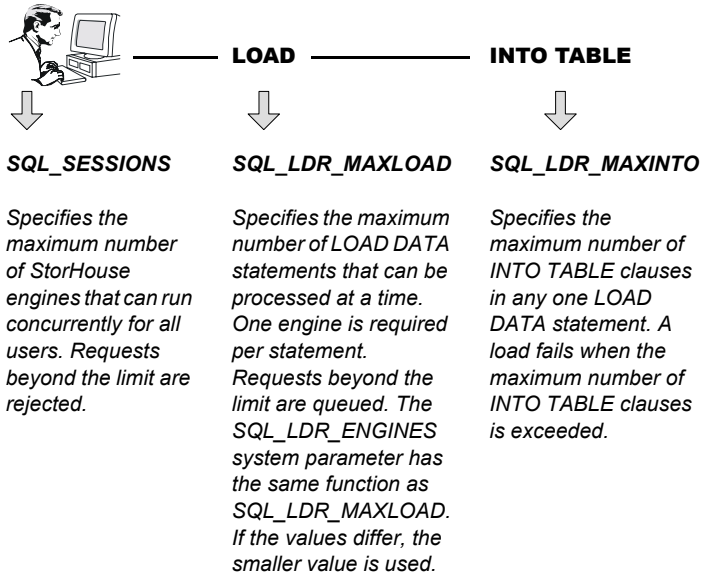 LOAD
INTO TABLE
SQL_SESSIONS
Specifies the
maximum number
of StorHouse
engines that can run
concurrently for all
users. Requests
beyond the limit are
rejected.
SQL_LDR_MAXLOAD
Specifies the maximum
number of LOAD DATA
statements that can be
processed at a time.
One engine is required
per statement.
Requests beyond the
limit are queued. The
SQL_LDR_ENGINES
system parameter has
the same function as
SQL_LDR_MAXLOAD.
If the values differ, the
smaller value is used.
SQL_LDR_MAXINTO
Specifies the
maximum number of
INTO TABLE clauses
in any one LOAD
DATA statement. A
load fails when the
maximum number of
INTO TABLE clauses
is exceeded.